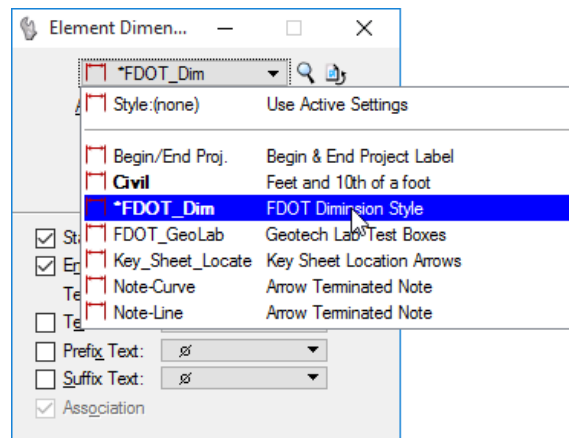 Element Dimen...
*FDOT_Dim
Style:(none) Use Active Settings
Begin/End Proj. Begin & End Project Label
Civil Feet and 10th of a foot
*FDOT_Dim FDOT Diminsion Style
FDOT_GeoLab Geotech Lab Test Boxes
Key_Sheet_Locate Key Sheet Location Arrows
Note-Curve Arrow Terminated Note
Note-Line Arrow Terminated Note
Prefix Text:
Suffix Text:
Association